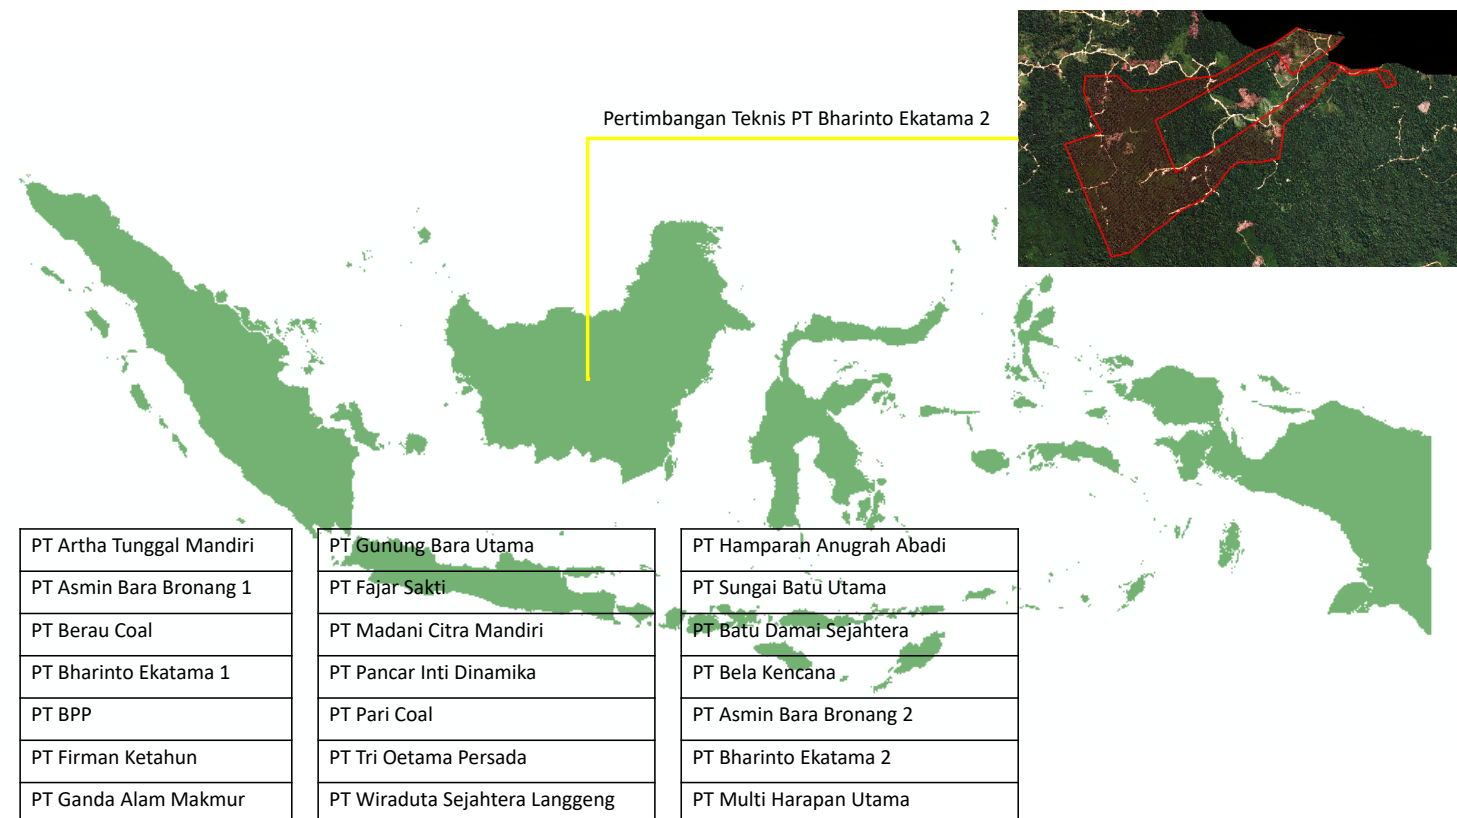 Pertimbangan Teknis PT Bharinto Ekatama 2
PT Artha Tunggal Mandiri
PT Asmin Bara Bronang 1
PT Berau Coal
PT Bharinto Ekatama 1
PT BPP
PT Firman Ketahun
PT Ganda Alam Makmur
PT Gunung Bara Utama
PT Fajar Sakti
PT Madani Citra Mandiri
PT Pancar Inti Dinamika
PT Pari Coal
PT Tri Oetama Persada
PT Wiraduta Sejahtera Langgeng
PT Hamparan Anugrah Abadi
PT Sungai Batu Utama
PT Batu Damai Sejahtera
PT Bela Kencana
PT Asmin Bara Bronang 2
PT Bharinto Ekatama 2
PT Multi Harapan Utama